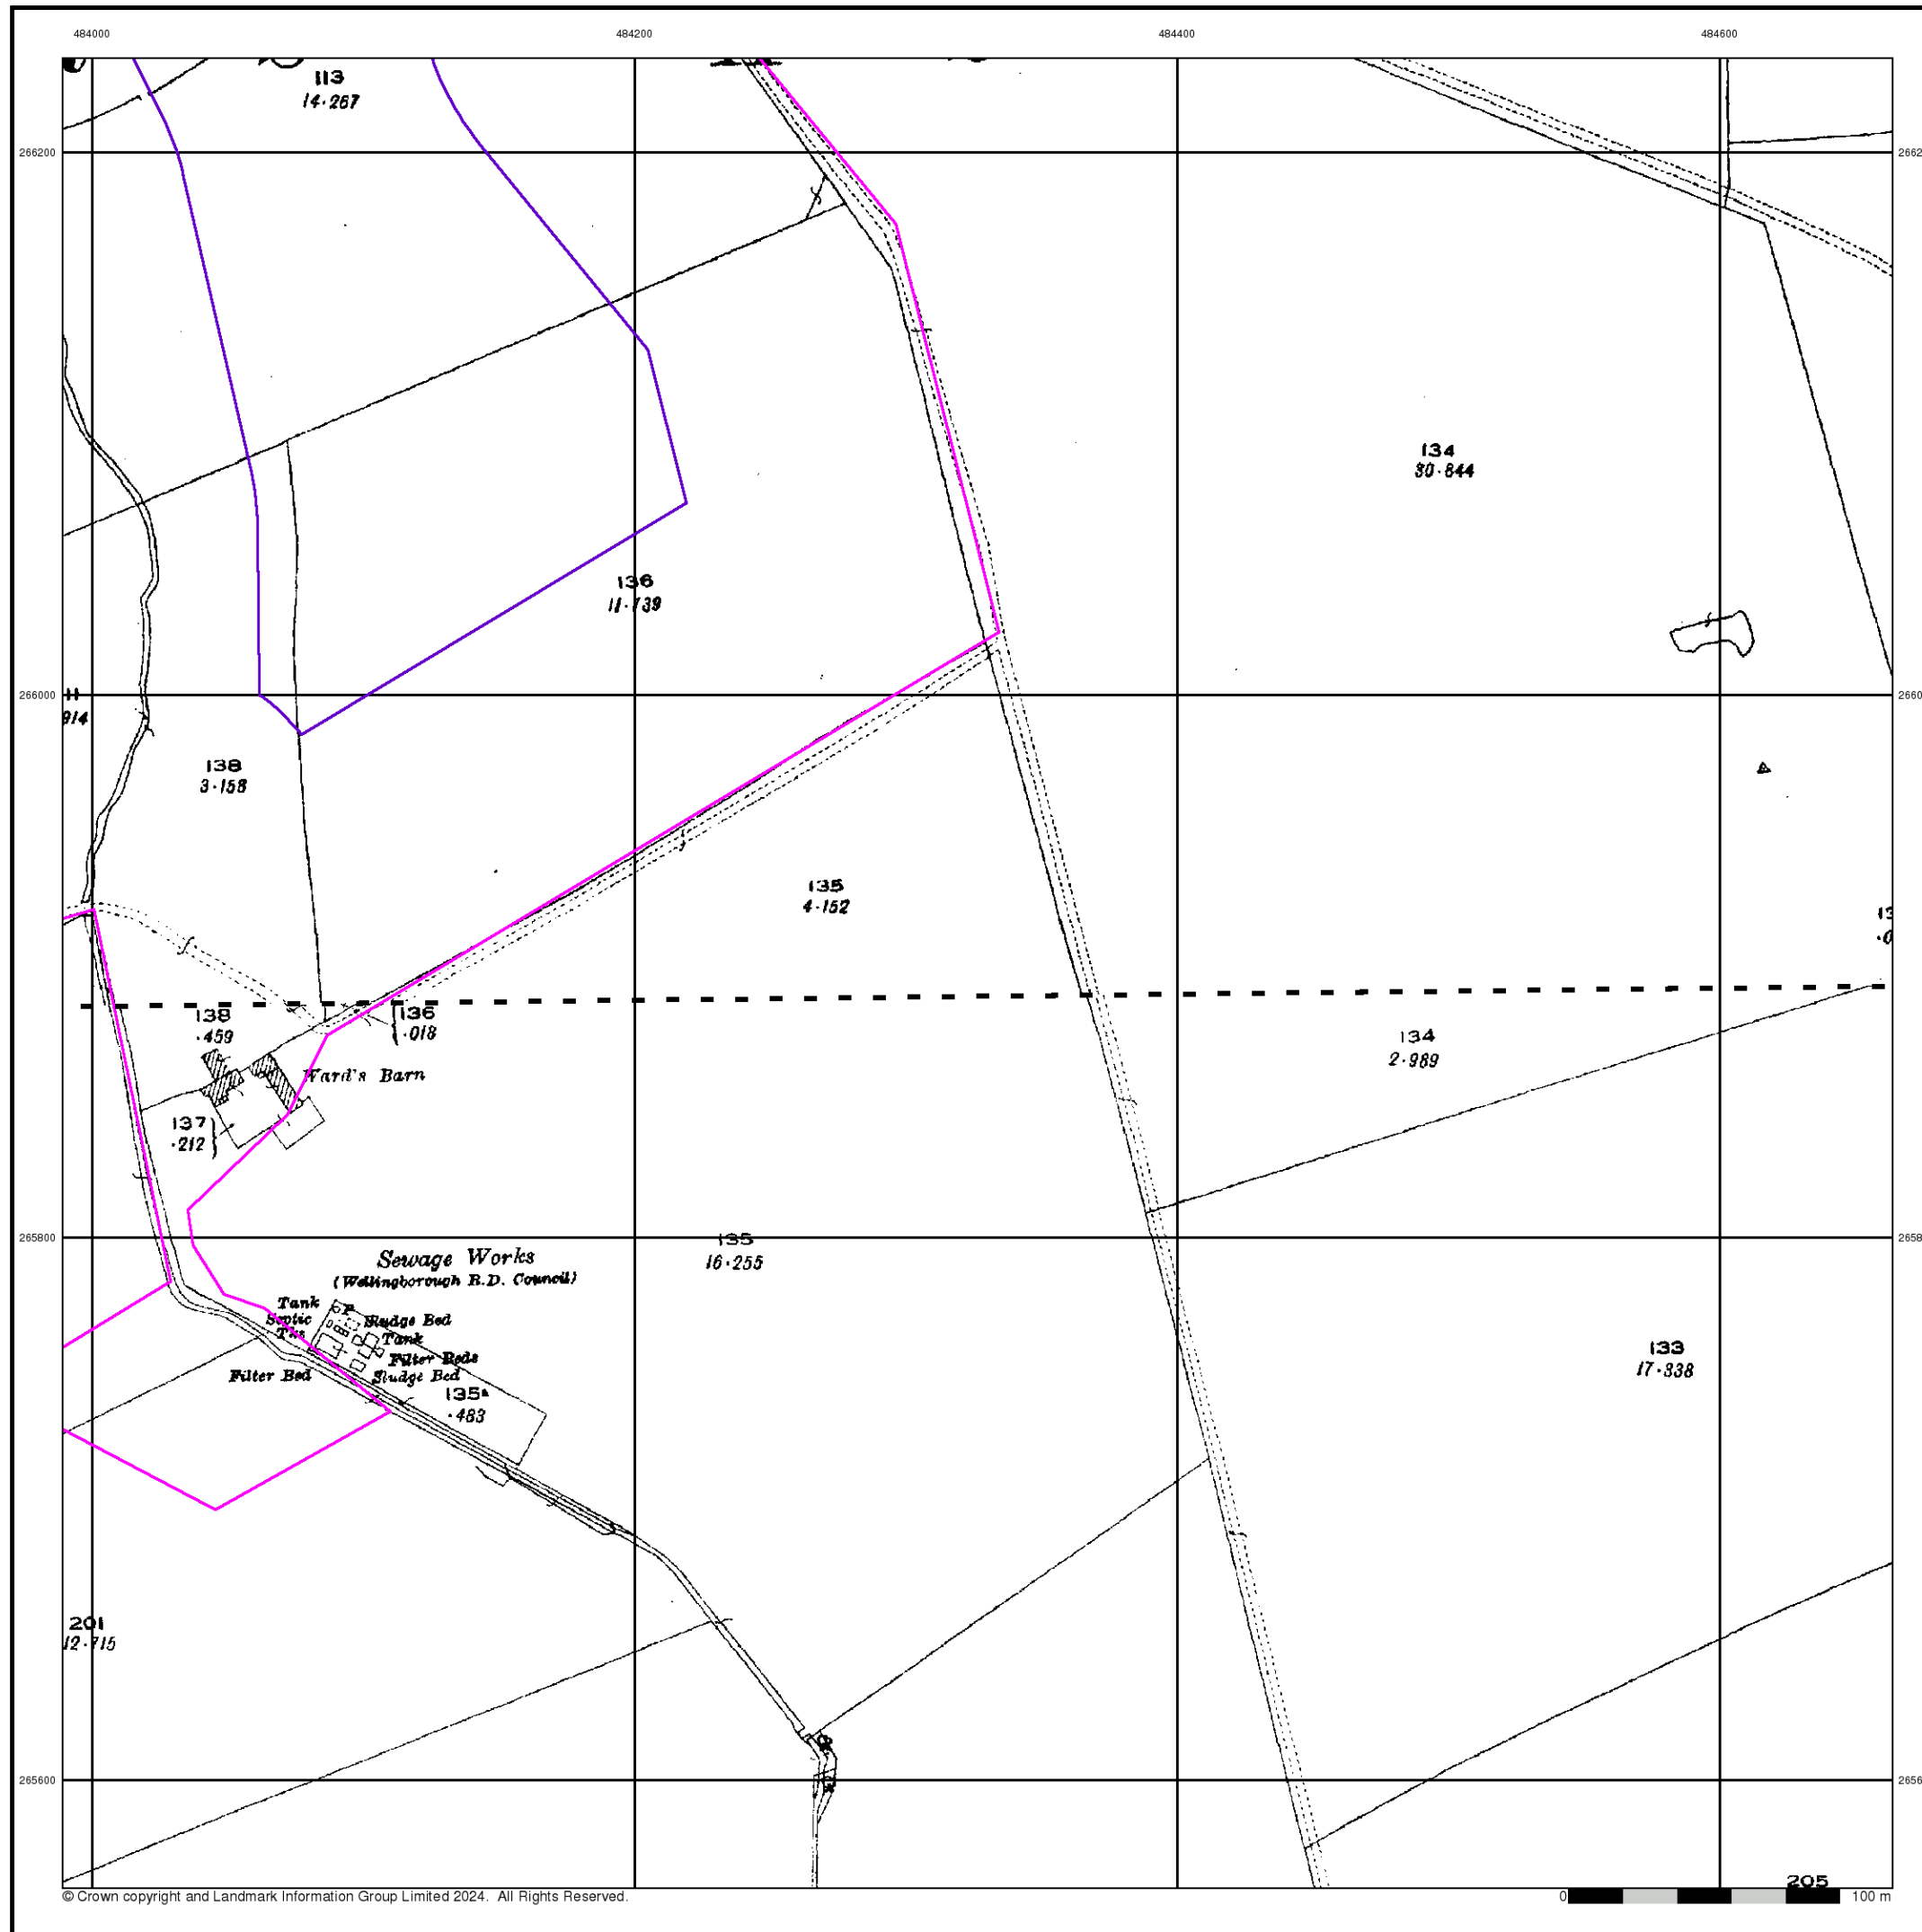 484000
484200
484400
484600
113
14·267
266200
134
30·844
136
11·739
266000
914
138
3·158
135
4·152
138
·459
136
·018
134
2·989
Ward's Barn
137
·212
265800
135
16·255
Sewage Works
(Wellingborough R.D. Council)
Tank
Septic
Sludge Bed
Tank
Filter Beds
Filter Bed
Sludge Bed
135A
·483
133
17·338
201
12·715
265600
205
© Crown copyright and Landmark Information Group Limited 2024. All Rights Reserved.
0
100 m